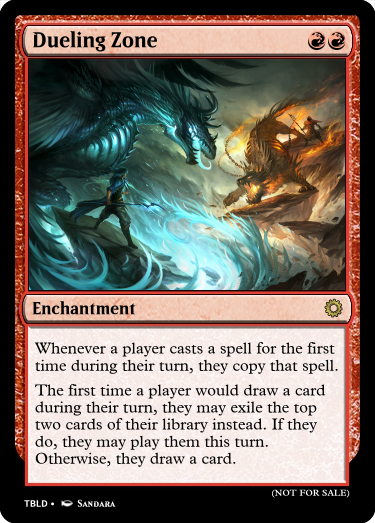 Dueling Zone
Enchantment
Whenever a player casts a spell for the first
time during their turn, they copy that spell.
The first time a player would draw a card
during their turn, they may exile the top
two cards of their library instead. If they
do, they may play them this turn.
Otherwise, they draw a card.
(NOT FOR SALE)
TBLD • SANDARA